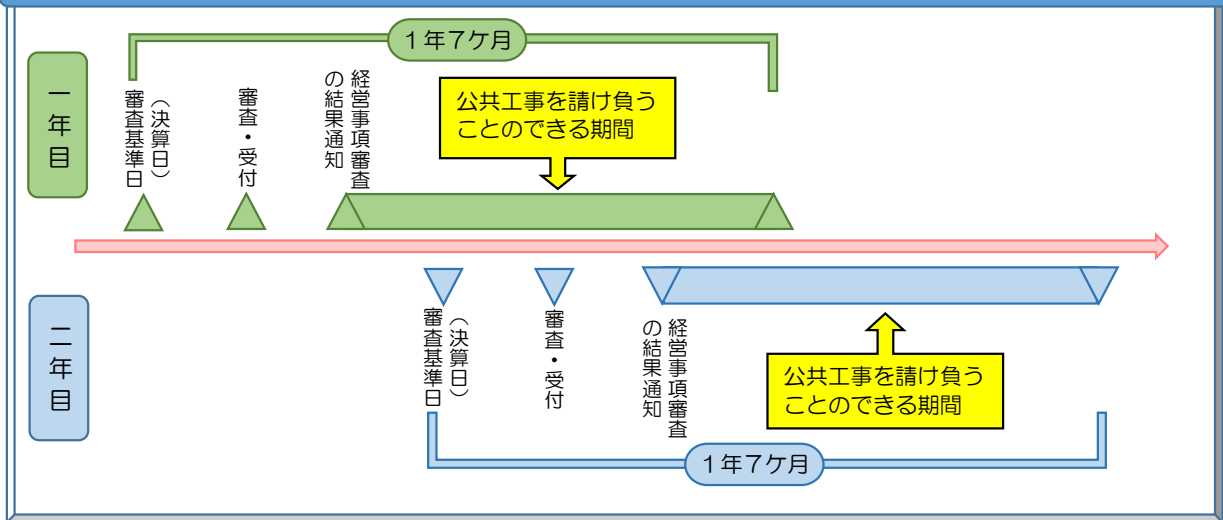 １年７ケ月
一年目
（決算日）
審査基準日
審査・受付
経営事項審査
の結果通知
公共工事を請け負う
ことのできる期間
二年目
（決算日）
審査基準日
審査・受付
経営事項審査
の結果通知
公共工事を請け負う
ことのできる期間
１年７ケ月